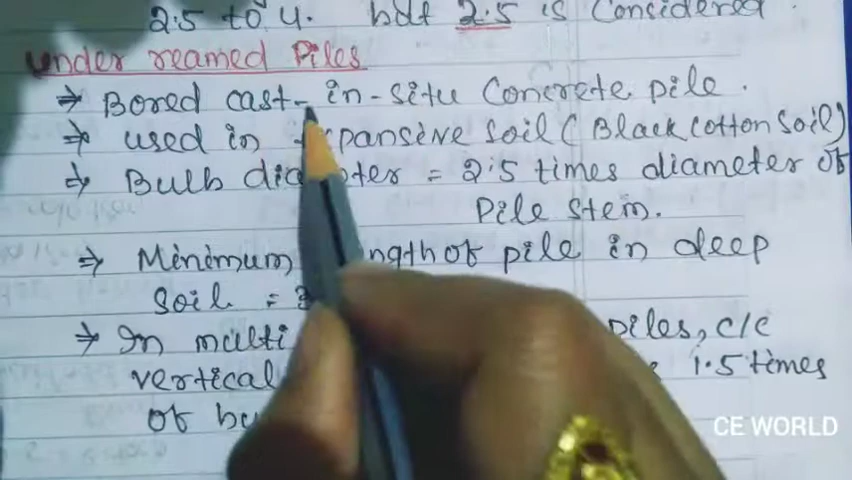 2.5 to 4. but 2.5 is Considered.
Under reamed Piles
⇒ Bored cast-in-situ Concrete pile.
⇒ used in pansive Soil (Black Cotton Soil)
⇒ Bulb dia ter = 2.5 times diameter of
Pile stem.
⇒ Minimum ngth of pile in deep
Soil =
⇒ In multi piles, c/c
vertical 1.5 times
of bu
CE WORLD